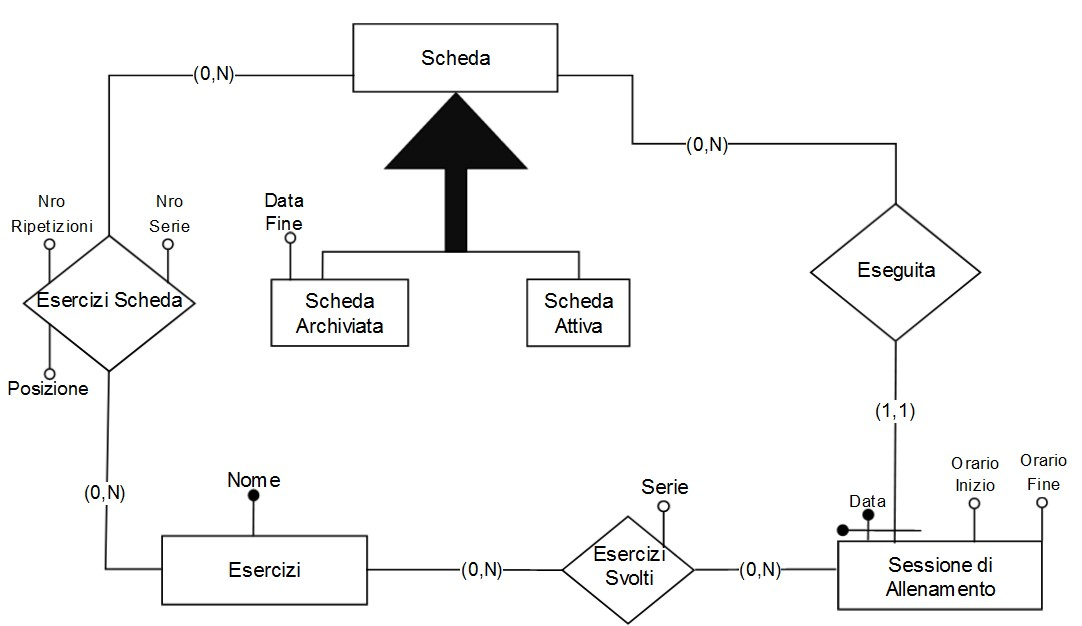 Scheda
(0,N)
(0,N)
Nro
Ripetizioni
Nro
Serie
Data
Fine
Esercizi Scheda
Scheda
Archiviata
Scheda
Attiva
Eseguita
Posizione
(1,1)
(0,N)
Nome
Serie
Data
Orario
Inizio
Orario
Fine
Esercizi
(0,N)
Esercizi
Svolti
(0,N)
Sessione di
Allenamento